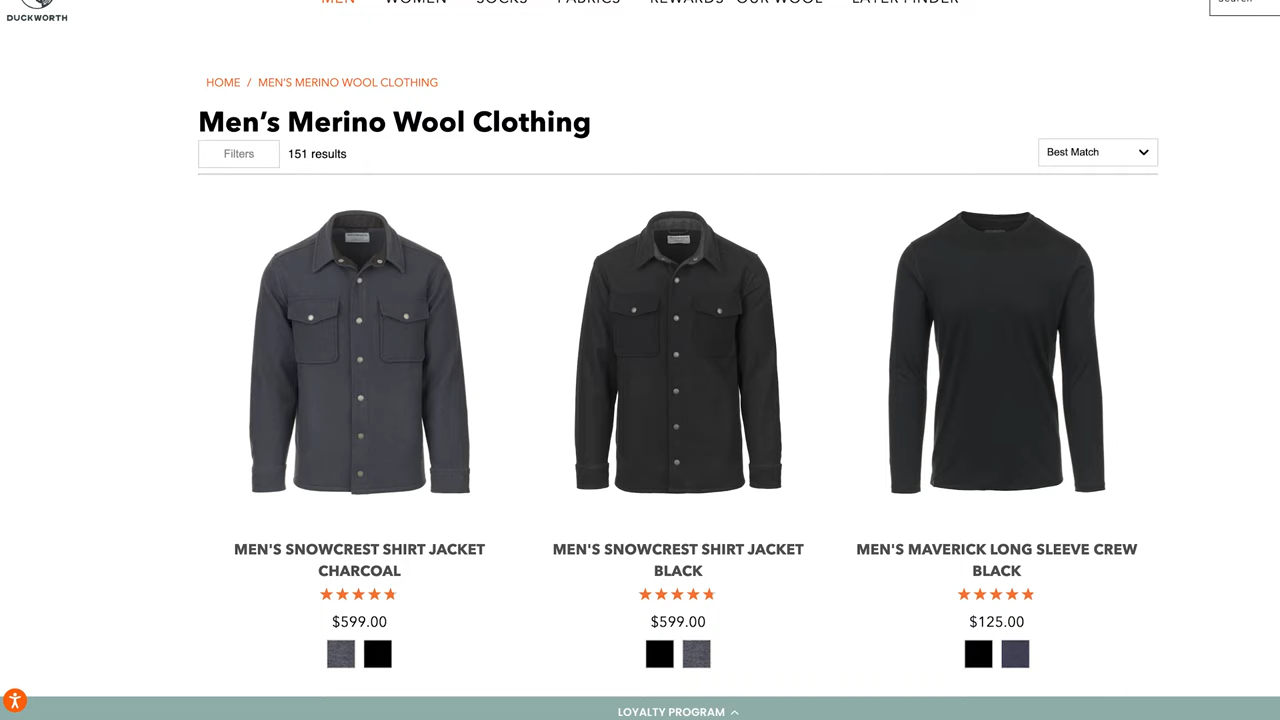 DUCKWORTH
MEN WOMEN SOCKS FABRICS REWARDS OUR WOOL LAYER FINDER
Search
HOME / MEN'S MERINO WOOL CLOTHING
Men's Merino Wool Clothing
Filters 151 results Best Match
MEN'S SNOWCREST SHIRT JACKET CHARCOAL
$599.00
MEN'S SNOWCREST SHIRT JACKET BLACK
$599.00
MEN'S MAVERICK LONG SLEEVE CREW BLACK
$125.00
LOYALTY PROGRAM